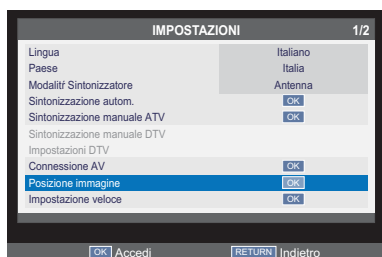 IMPOSTAZIONI 1/2
Lingua Italiano
Paese Italia
Modalitŕ Sintonizzatore Antenna
Sintonizzazione autom. OK
Sintonizzazione manuale ATV OK
Sintonizzazione manuale DTV
Impostazioni DTV
Connessione AV OK
Posizione immagine OK
Impostazione veloce OK
OK Accedi RETURN Indietro